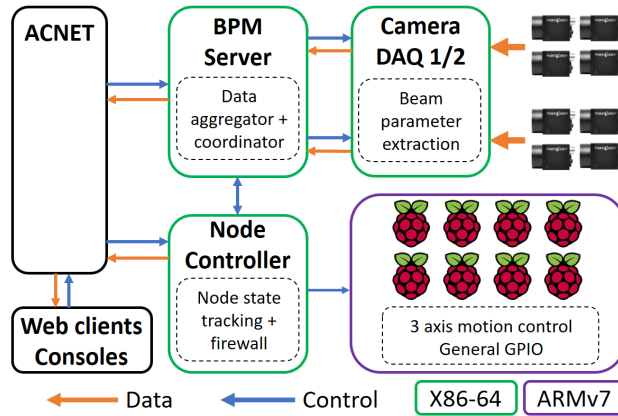 ACNET
BPM
Server
Data
aggregator +
coordinator
Camera
DAQ 1/2
Beam
parameter
extraction
Node
Controller
Node state
tracking +
firewall
3 axis motion control
General GPIO
Web clients
Consoles
Data
Control
X86-64
ARMv7